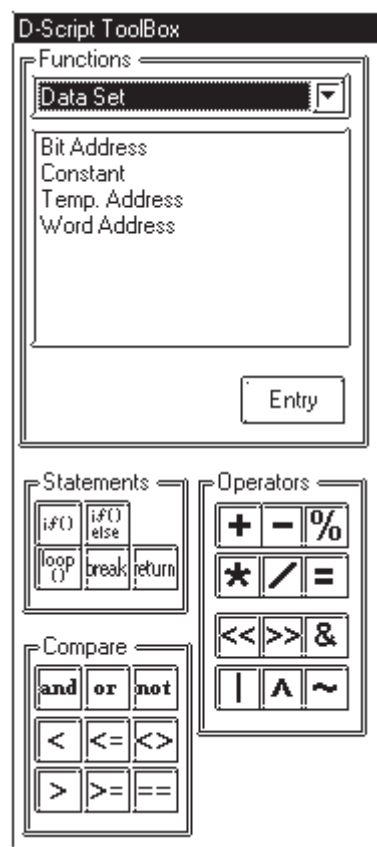 D-Script ToolBox
Functions
Data Set
Bit Address
Constant
Temp. Address
Word Address
Entry
Statements
if()
if()
else
loop
()
break
return
Operators
+ - %
* / =
<< >> &
| ^ ~
Compare
and or not
< <= <>
> >= ==